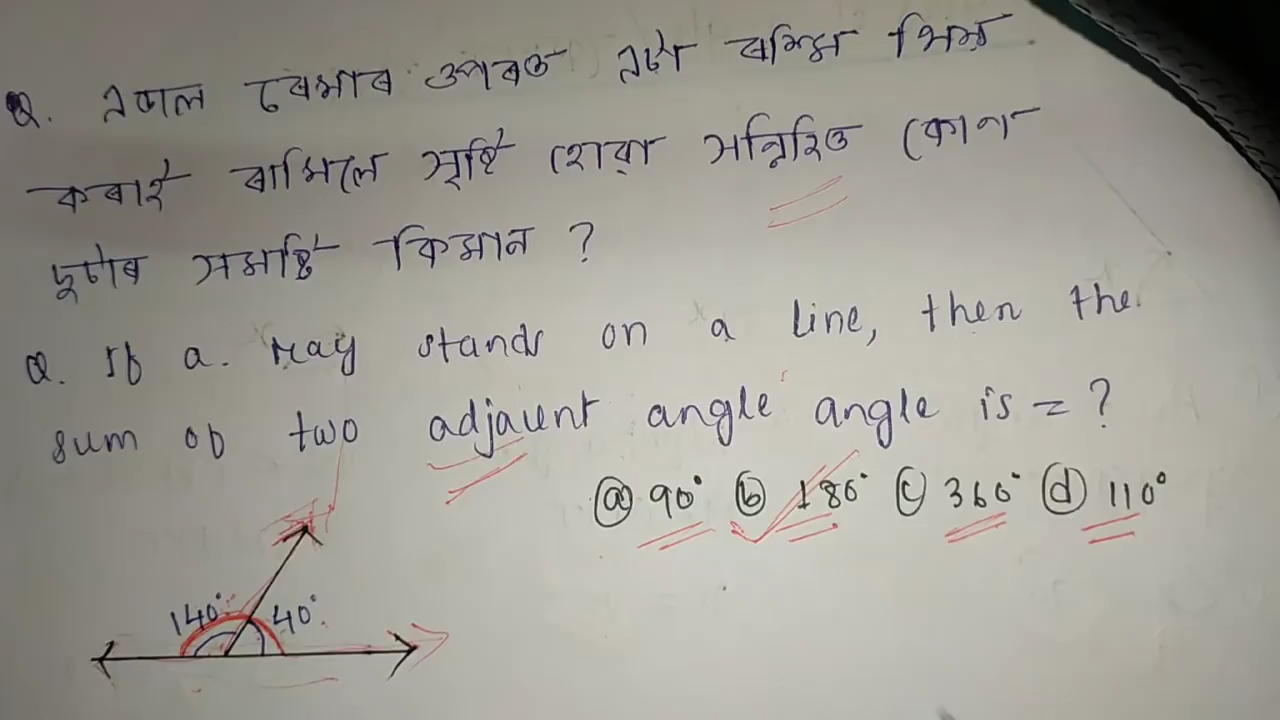 Q. এডাল ৰেখাৰ ওপৰত এটা ৰশ্মি থিয়
কৰাই ৰাখিলে সৃষ্টি হোৱা সন্নিহিত কোণ
দুটাৰ সমষ্টি কিমান ?
Q. If a. ray stands on a line, then the
sum of two adjacent angle angle is = ?
ⓐ 90° ⓑ 180° ⓒ 360° ⓓ 110°
140° 40°